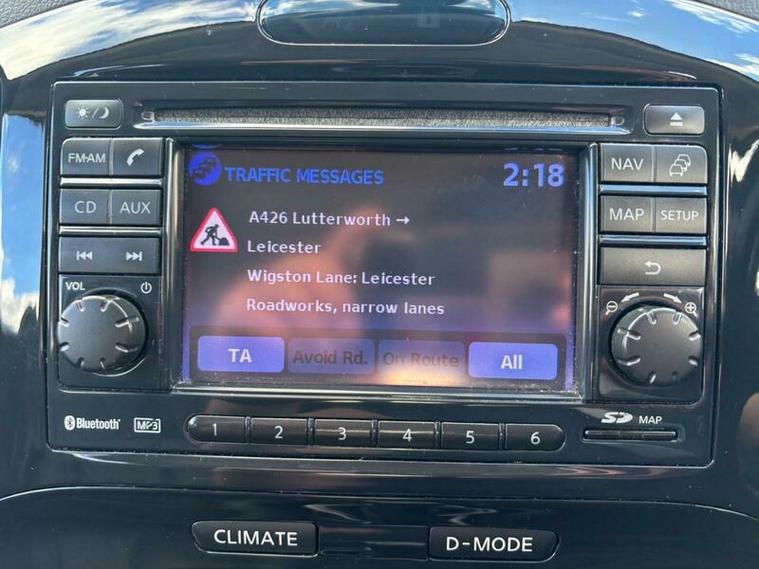 FM·AM
CD AUX
VOL
TRAFFIC MESSAGES 2:18
A426 Lutterworth →
Leicester
Wigston Lane: Leicester
Roadworks, narrow lanes
TA Avoid Rd. On Route All
NAV
MAP SETUP
Bluetooth MP3
1 2 3 4 5 6
SD MAP
CLIMATE D-MODE